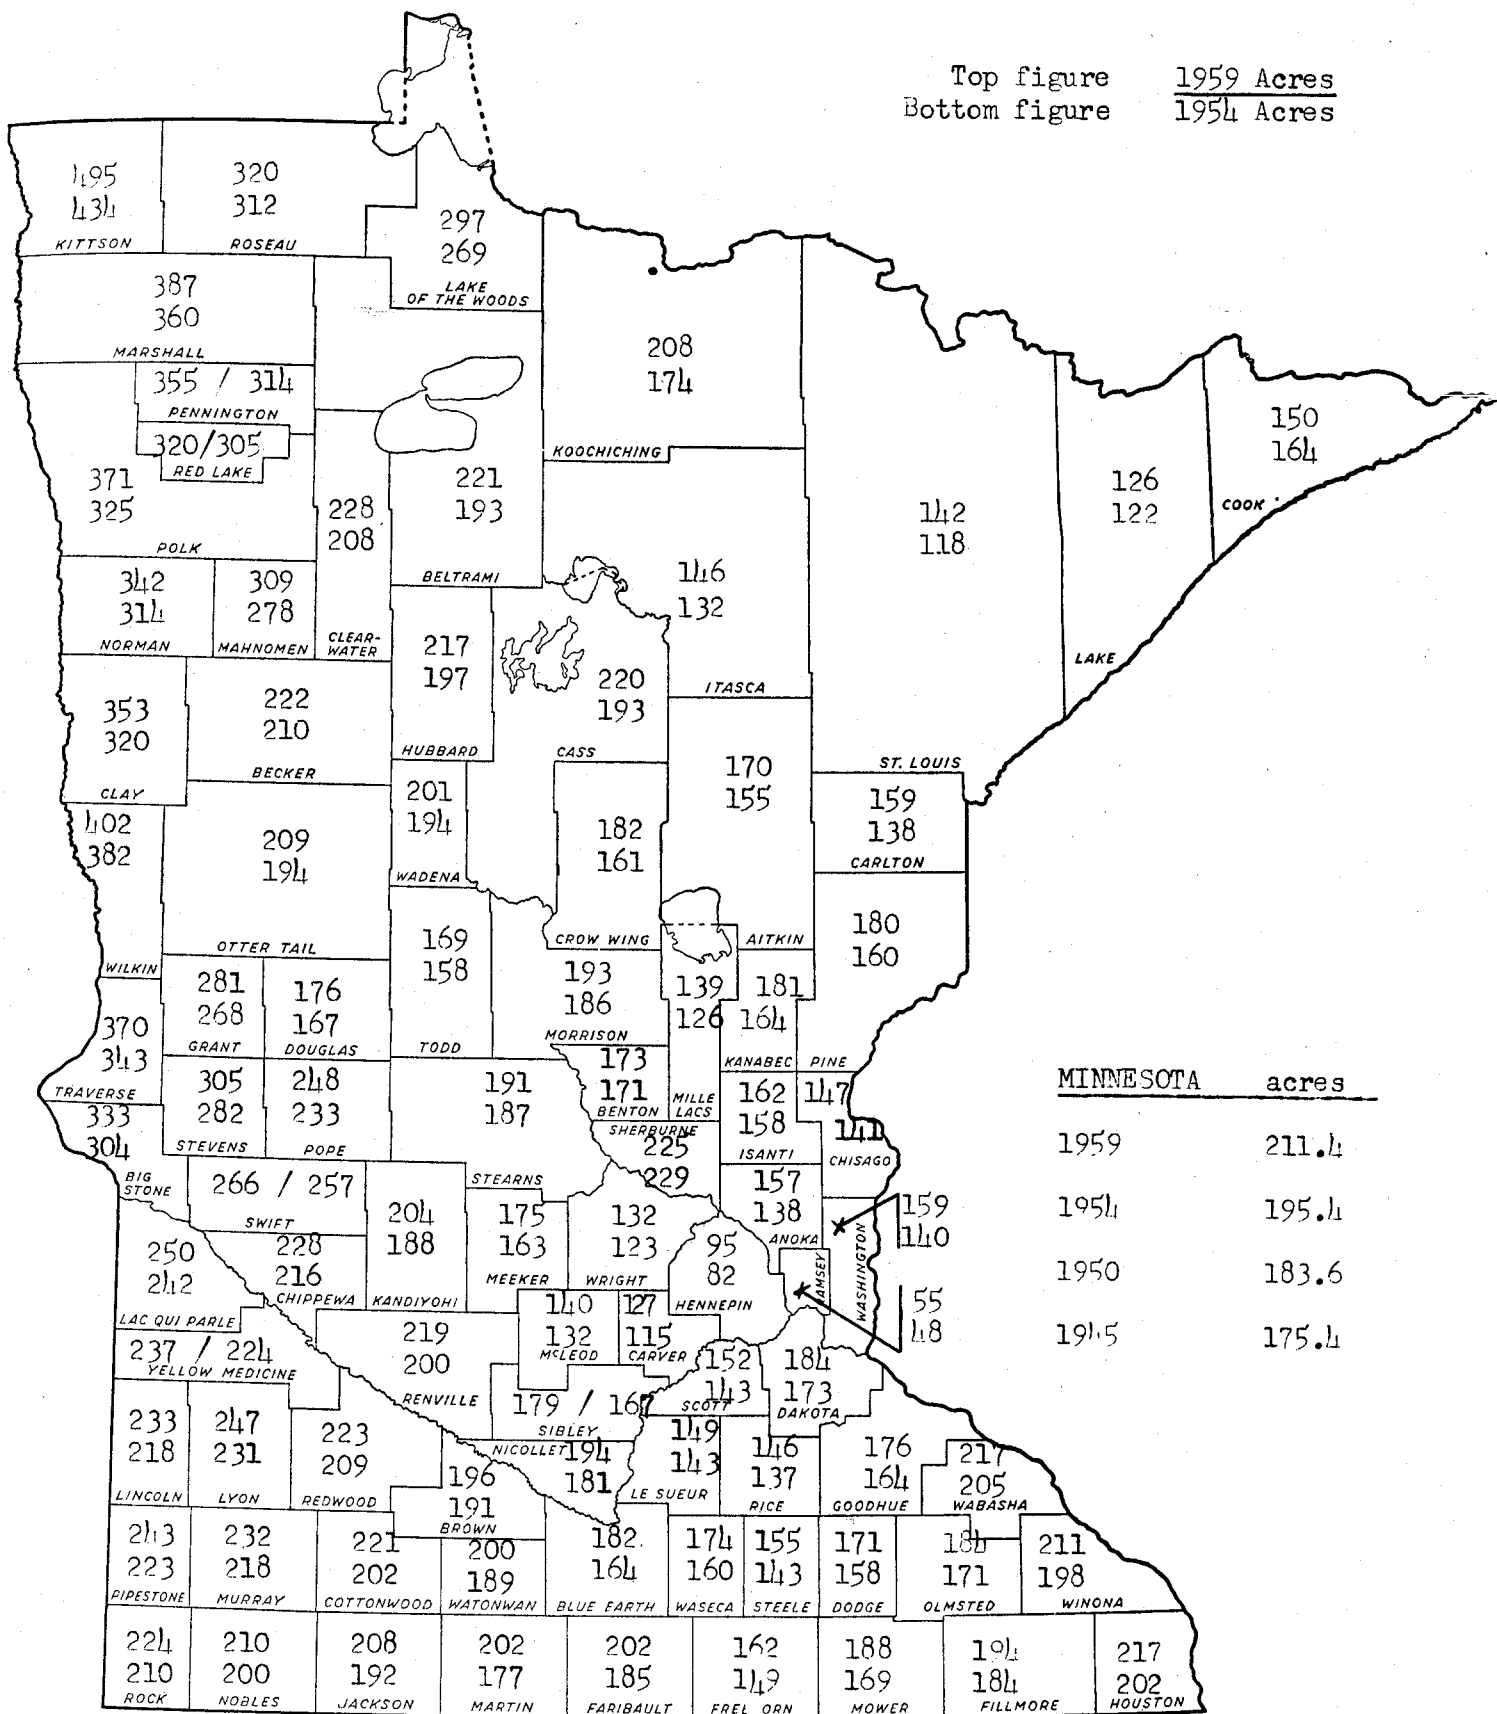 Top figure 1959 Acres
Bottom figure 1954 Acres
495
434
KITTSON
320
312
ROSEAU
297
269
LAKE
OF THE WOODS
387
360
MARSHALL
355 / 314
PENNINGTON
320/305
RED LAKE
371
325
POLK
228
208
CLEAR-
WATER
221
193
BELTRAMI
208
174
KOOCHICHING
146
132
ITASCA
142
118
ST. LOUIS
126
122
LAKE
150
164
COOK
342
314
NORMAN
309
278
MAHNOMEN
217
197
HUBBARD
220
193
CASS
353
320
CLAY
222
210
BECKER
201
194
WADENA
182
161
CROW WING
170
155
AITKIN
159
138
CARLTON
402
382
WILKIN
209
194
OTTER TAIL
169
158
TODD
193
186
MORRISON
139
126
MILLE
LACS
181
164
KANABEC
180
160
PINE
370
343
TRAVERSE
281
268
GRANT
176
167
DOUGLAS
305
282
STEVENS
248
233
POPE
191
187
STEARNS
173
171
BENTON
SHERBURNE
225
229
162
158
ISANTI
147
141
CHISAGO
333
304
BIG
STONE
266 / 257
SWIFT
204
188
KANDIYOHI
175
163
MEEKER
132
123
WRIGHT
157
138
ANOKA
95
82
HENNEPIN
RAMSEY
WASHINGTON
159
140
55
48
250
242
LAC QUI PARLE
228
216
CHIPPEWA
237 / 224
YELLOW MEDICINE
219
200
RENVILLE
140
132
McLEOD
127
115
CARVER
152
143
SCOTT
184
173
DAKOTA
179 / 167
SIBLEY
233
218
LINCOLN
247
231
LYON
223
209
REDWOOD
196
191
BROWN
NICOLLET
194
181
149
143
LE SUEUR
146
137
RICE
176
164
GOODHUE
217
205
WABASHA
243
223
PIPESTONE
232
218
MURRAY
221
202
COTTONWOOD
200
189
WATONWAN
182
164
BLUE EARTH
174
160
WASECA
155
143
STEELE
171
158
DODGE
184
171
OLMSTED
211
198
WINONA
224
210
ROCK
210
200
NOBLES
208
192
JACKSON
202
177
MARTIN
202
185
FARIBAULT
162
149
188
169
MOWER
194
184
FILLMORE
217
202
HOUSTON
MINNESOTA acres
1959 211.4
1954 195.4
1950 183.6
1945 175.4